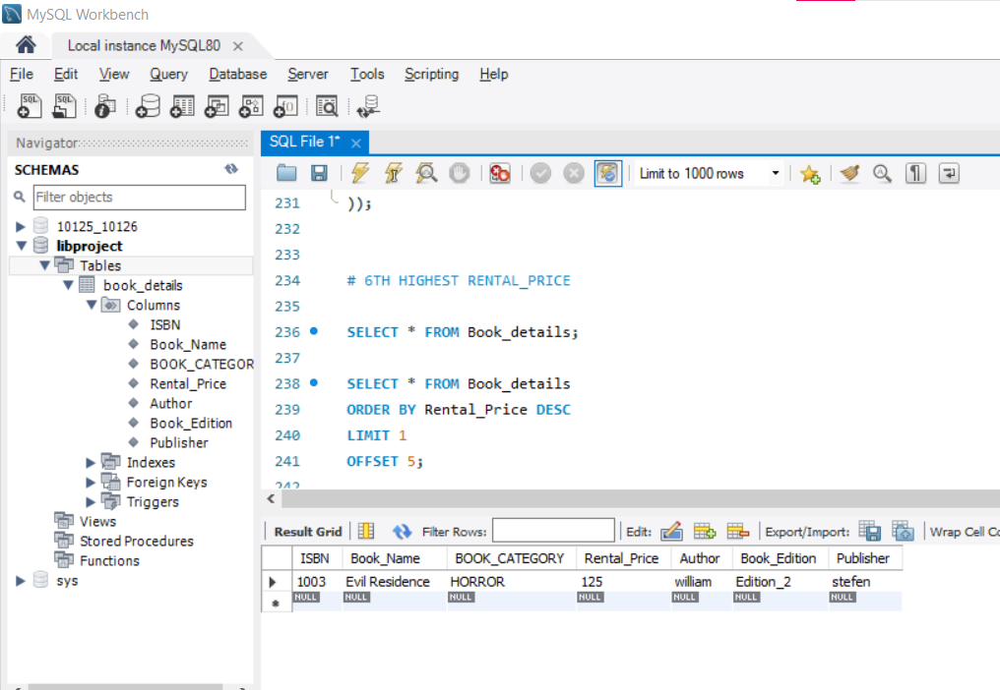 MySQL Workbench
Local instance MySQL80
File Edit View Query Database Server Tools Scripting Help
Navigator
SCHEMAS
Filter objects
10125_10126
libproject
Tables
book_details
Columns
ISBN
Book_Name
BOOK_CATEGOR
Rental_Price
Author
Book_Edition
Publisher
Indexes
Foreign Keys
Triggers
Views
Stored Procedures
Functions
sys
SQL File 1*
Limit to 1000 rows
231 ));
232
233
234 # 6TH HIGHEST RENTAL_PRICE
235
236 SELECT * FROM Book_details;
237
238 SELECT * FROM Book_details
239 ORDER BY Rental_Price DESC
240 LIMIT 1
241 OFFSET 5;
242
Result Grid Filter Rows: Edit: Export/Import: Wrap Cell Co
ISBN Book_Name BOOK_CATEGORY Rental_Price Author Book_Edition Publisher
1003 Evil Residence HORROR 125 william Edition_2 stefen
NULL NULL NULL NULL NULL NULL NULL